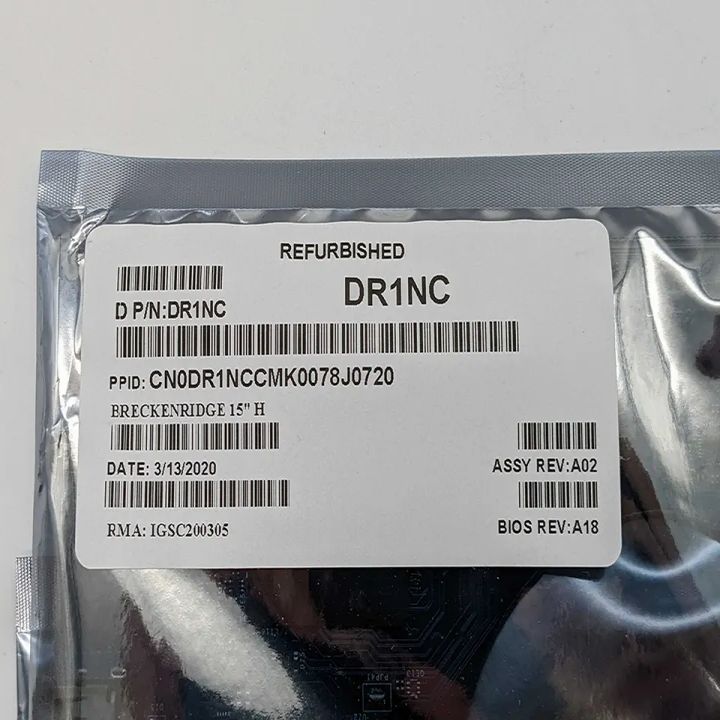 REFURBISHED
DR1NC
D P/N:DR1NC
PPID: CN0DR1NCCMK0078J0720
BRECKENRIDGE 15" H
DATE: 3/13/2020
ASSY REV:A02
RMA: IGSC200305
BIOS REV:A18
PJP41